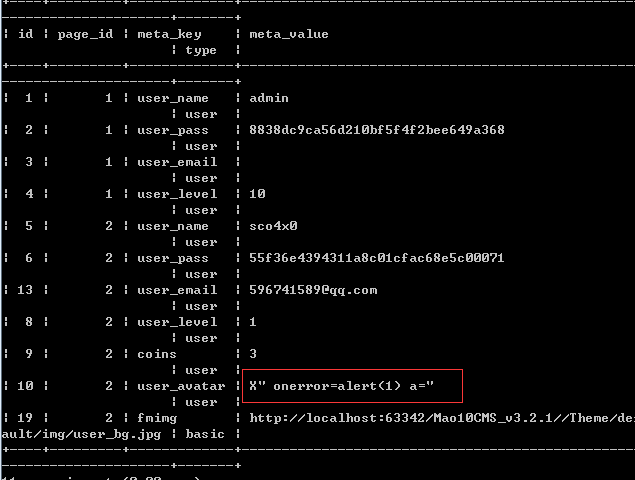 +----+---------+-----------+------------------------------------------------
----------------------+-------+
¦ id ¦ page_id ¦ meta_key  ¦ meta_value
                      ¦ type  ¦
+----+---------+-----------+------------------------------------------------
----------------------+-------+
¦ 1 ¦ 1 ¦ user_name ¦ admin
¦ user ¦
¦ 2 ¦ 1 ¦ user_pass ¦ 8838dc9ca56d210bf5f4f2bee649a368
¦ user ¦
¦ 3 ¦ 1 ¦ user_email ¦
¦ user ¦
¦ 4 ¦ 1 ¦ user_level ¦ 10
¦ user ¦
¦ 5 ¦ 2 ¦ user_name ¦ sco4x0
¦ user ¦
¦ 6 ¦ 2 ¦ user_pass ¦ 55f36e4394311a8c01cfac68e5c00071
¦ user ¦
¦ 13 ¦ 2 ¦ user_email ¦ 596741589@qq.com
¦ user ¦
¦ 8 ¦ 2 ¦ user_level ¦ 1
¦ user ¦
¦ 9 ¦ 2 ¦ coins ¦ 3
¦ user ¦
¦ 10 ¦ 2 ¦ user_avatar ¦ X" onerror=alert(1) a="
¦ user ¦
¦ 19 ¦ 2 ¦ fmimg ¦ http://localhost:63342/Mao10CMS_v3.2.1//Theme/de
ault/img/user_bg.jpg ¦ basic ¦
+----+---------+-----------+------------------------------------------------
----------------------+-------+